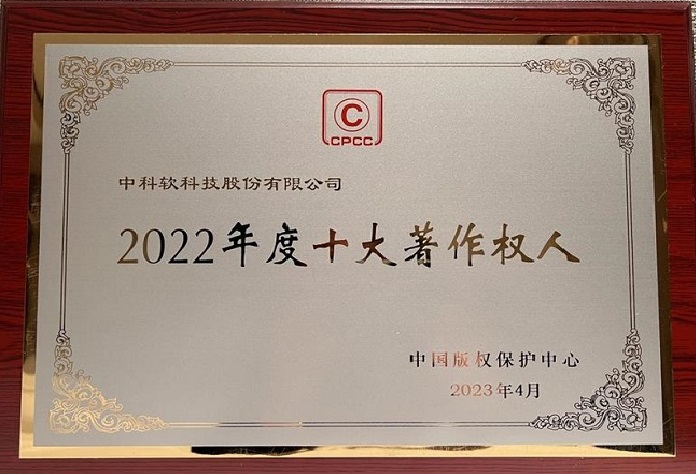 C
CPCC
中科软科技股份有限公司
2022年度十大著作权人
中国版权保护中心
2023年4月